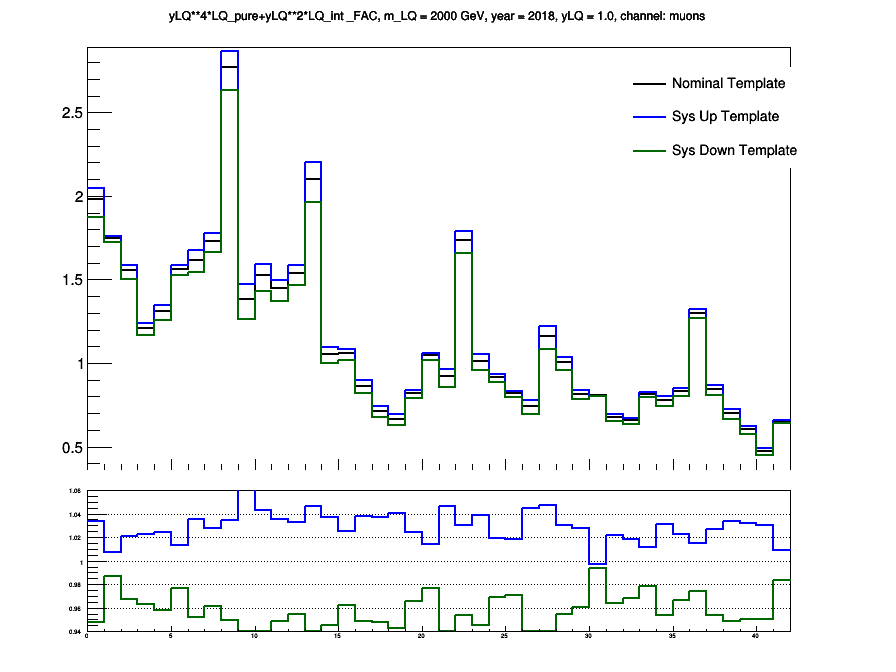 yLQ**4*LQ_pure+yLQ**2*LQ_int _FAC, m_LQ = 2000 GeV, year = 2018, yLQ = 1.0, channel: muons
Nominal Template
Sys Up Template
Sys Down Template
2.5
2
1.5
1
0.5
1.06
1.04
1.02
1
0.98
0.96
0.94
0 5 10 15 20 25 30 35 40